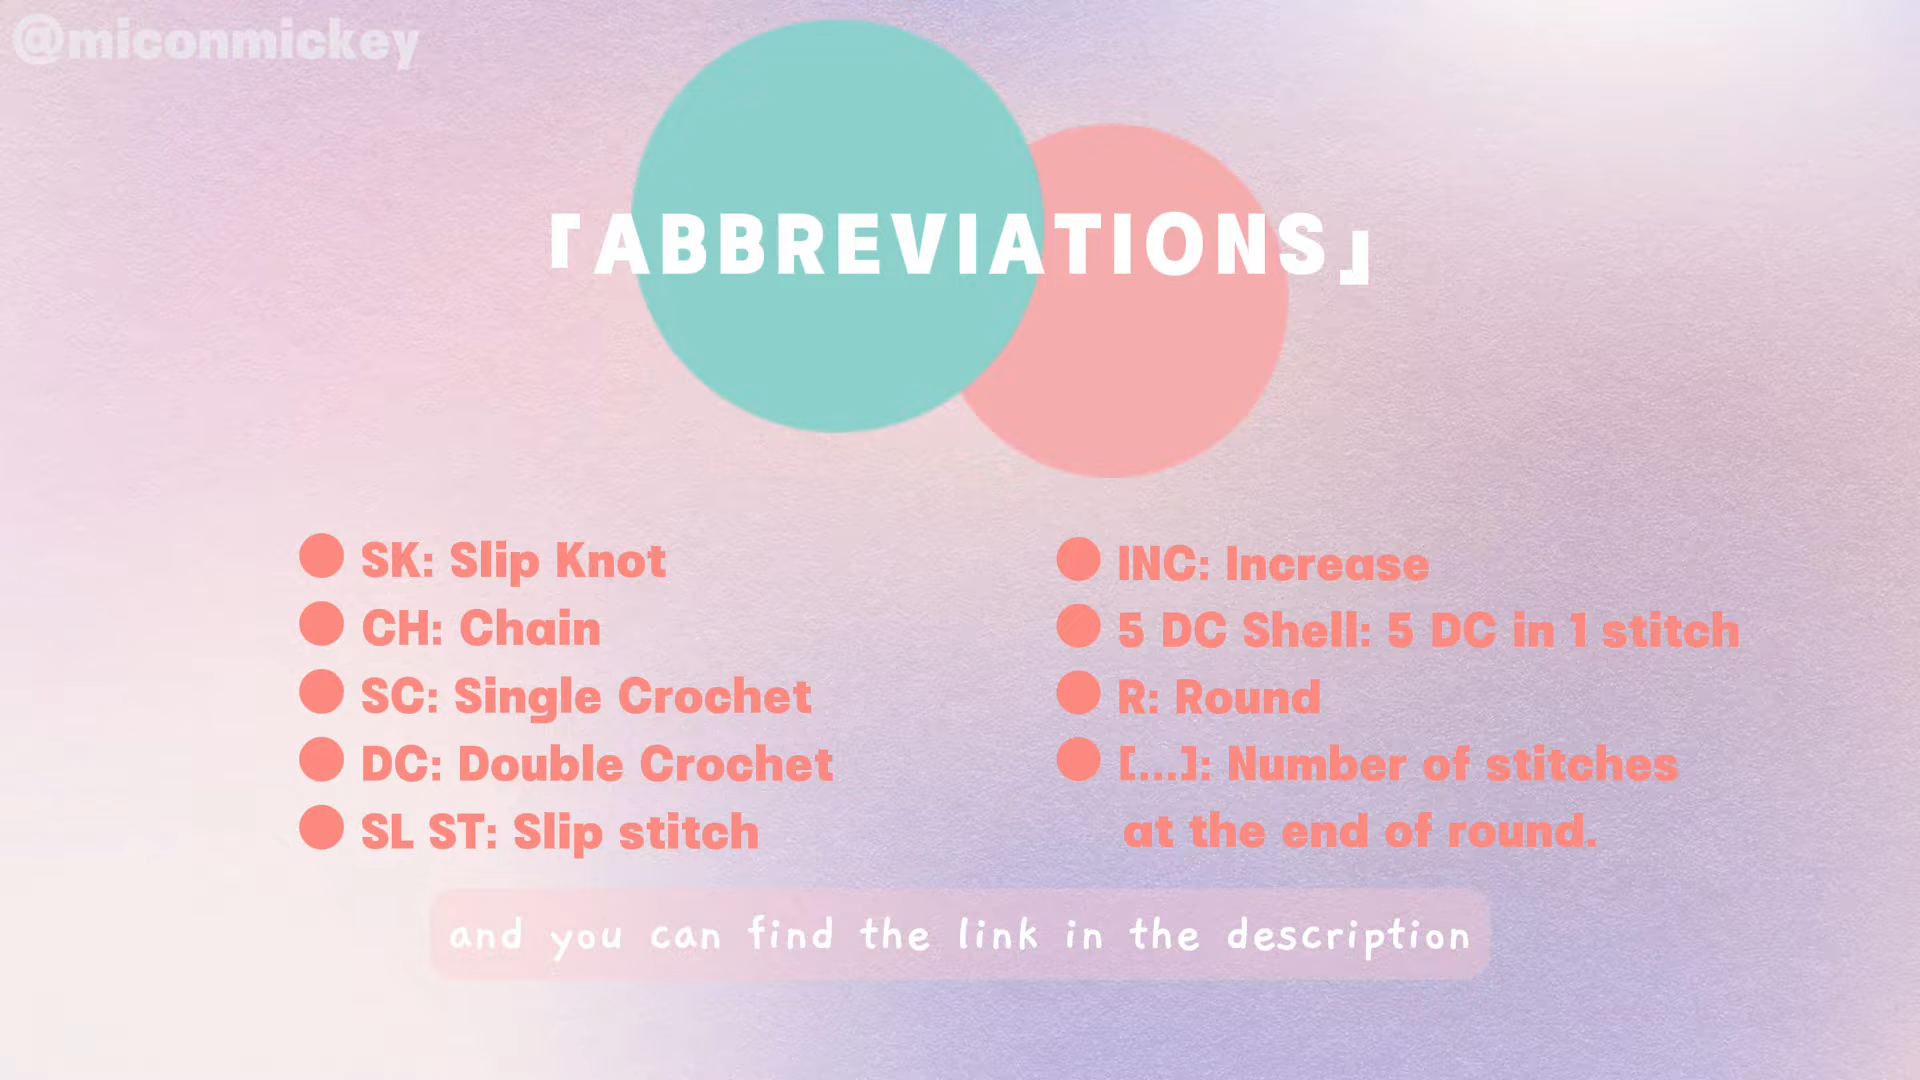 @miconmickey
「ABBREVIATIONS」
SK: Slip Knot
CH: Chain
SC: Single Crochet
DC: Double Crochet
SL ST: Slip stitch
INC: Increase
5 DC Shell: 5 DC in 1 stitch
R: Round
[...]: Number of stitches
at the end of round.
and you can find the link in the description